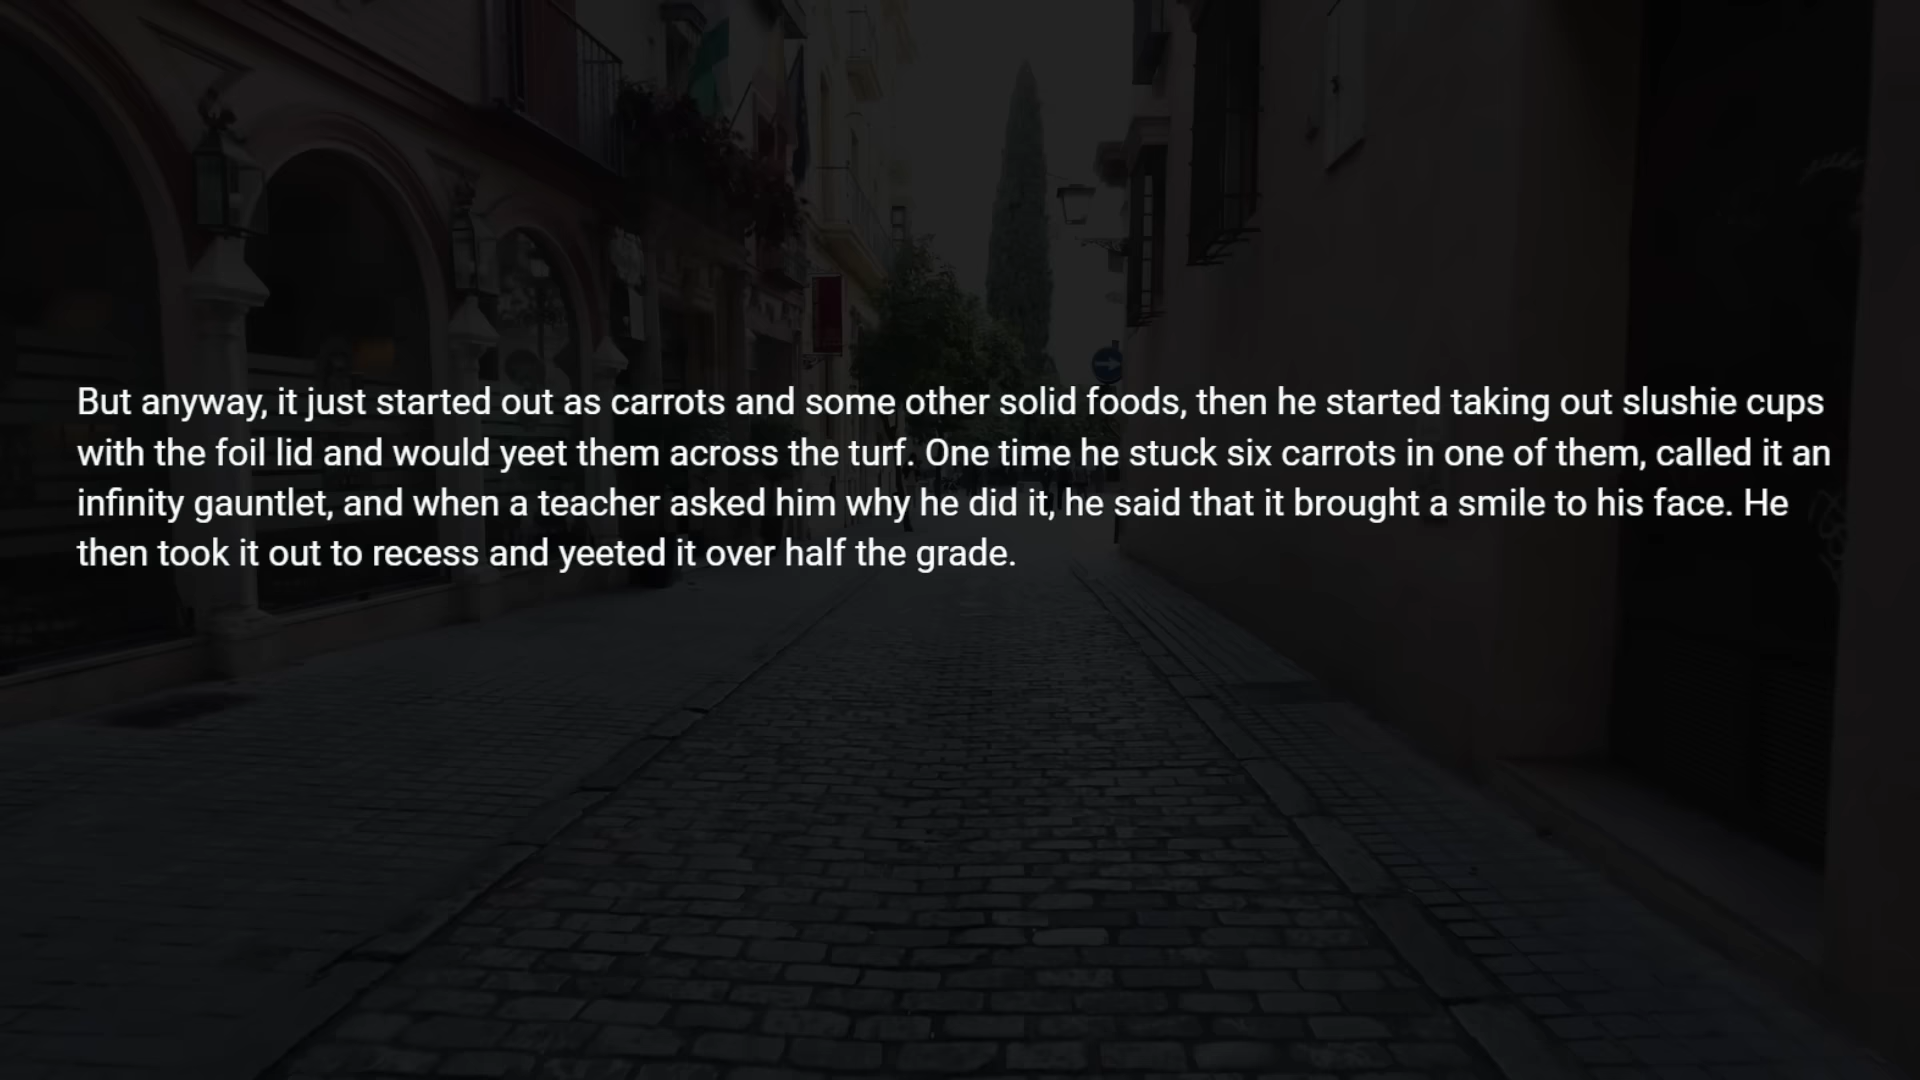 But anyway, it just started out as carrots and some other solid foods, then he started taking out slushie cups
with the foil lid and would yeet them across the turf. One time he stuck six carrots in one of them, called it an
infinity gauntlet, and when a teacher asked him why he did it, he said that it brought a smile to his face. He
then took it out to recess and yeeted it over half the grade.